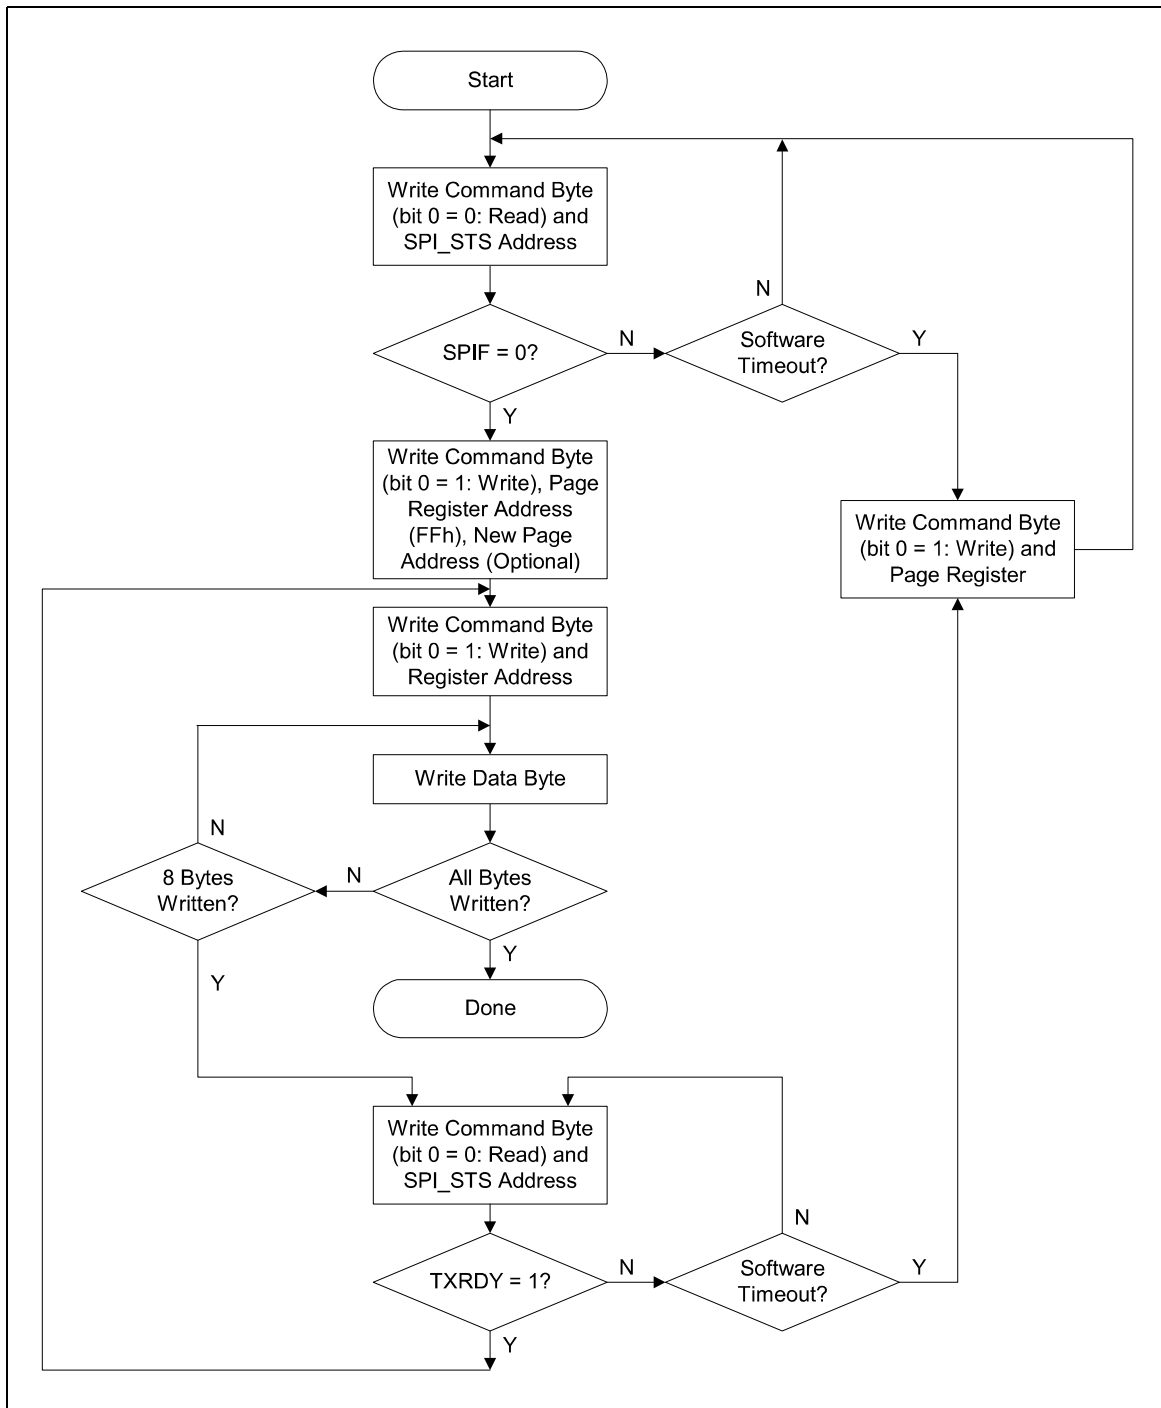 Start
Write Command Byte
(bit 0 = 0: Read) and
SPI_STS Address
N
SPIF = 0?
N
Software
Timeout?
Y
Y
Write Command Byte
(bit 0 = 1: Write), Page
Register Address
(FFh), New Page
Address (Optional)
Write Command Byte
(bit 0 = 1: Write) and
Page Register
Write Command Byte
(bit 0 = 1: Write) and
Register Address
Write Data Byte
N
8 Bytes
Written?
N
All Bytes
Written?
Y
Y
Done
Write Command Byte
(bit 0 = 0: Read) and
SPI_STS Address
N
TXRDY = 1?
N
Software
Timeout?
Y
Y